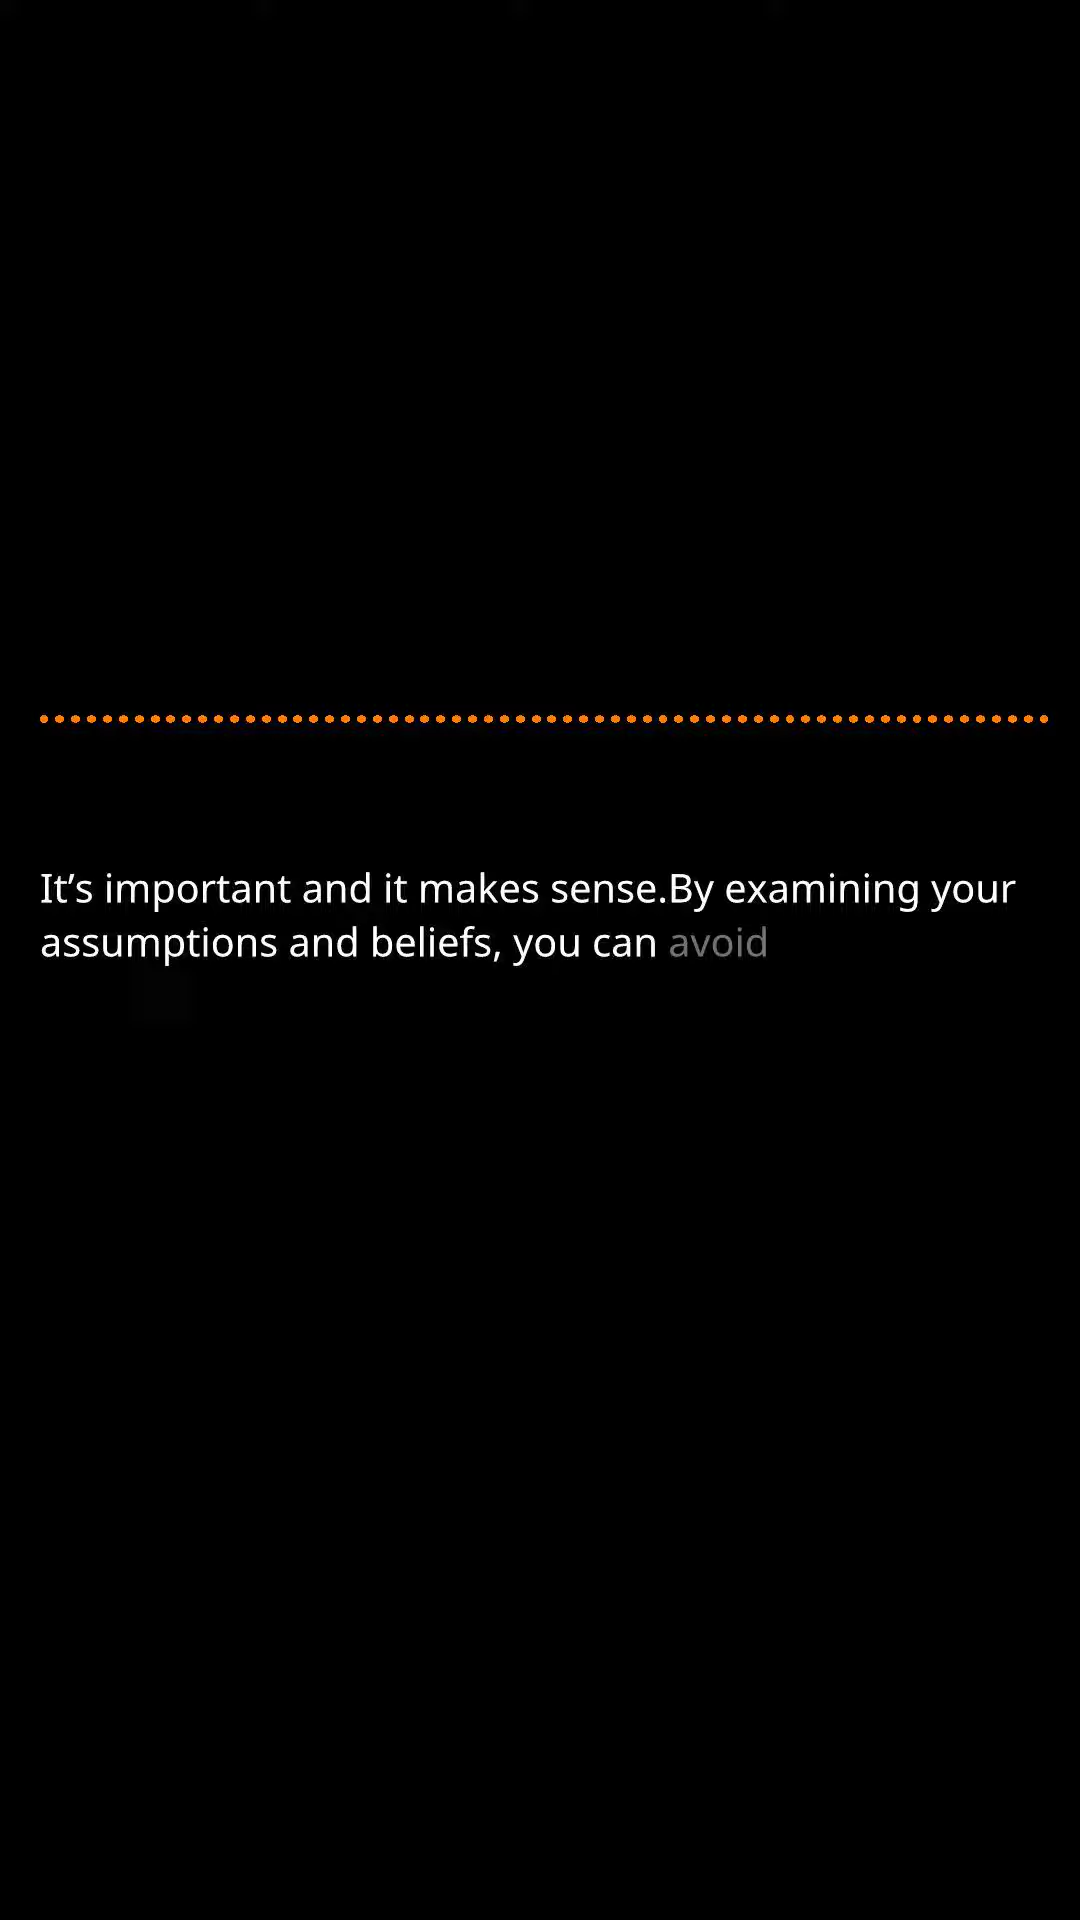 It’s important and it makes sense.By examining your
assumptions and beliefs, you can avoid